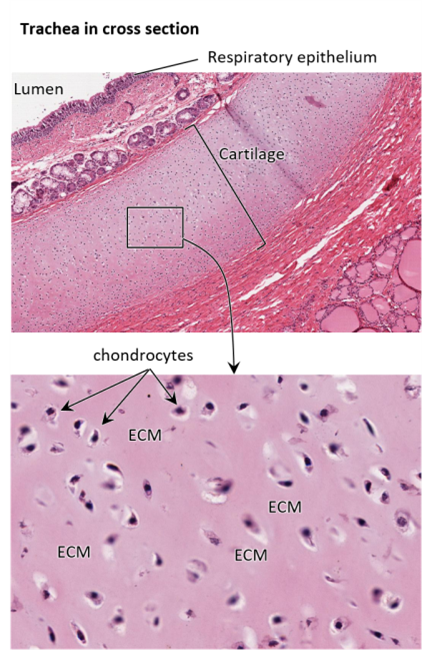 Trachea in cross section
Respiratory epithelium
Lumen
Cartilage
chondrocytes
ECM
ECM
ECM
ECM